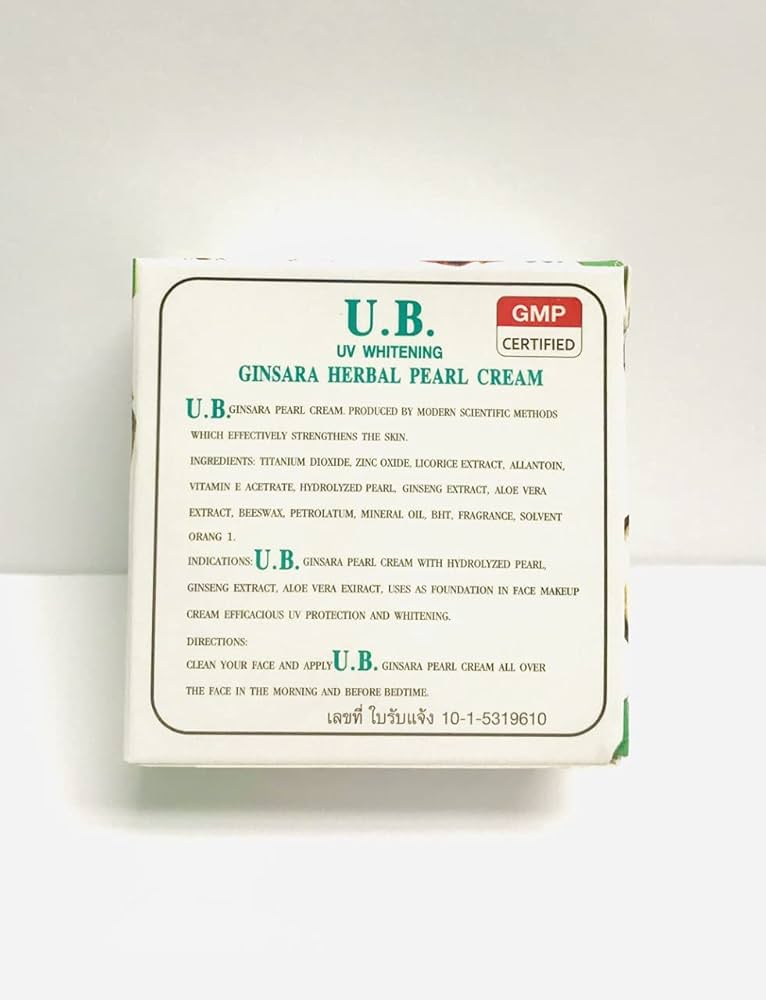 U.B.
UV WHITENING
GINSARA HERBAL PEARL CREAM
GMP
CERTIFIED
U.B. GINSARA PEARL CREAM. PRODUCED BY MODERN SCIENTIFIC METHODS
WHICH EFFECTIVELY STRENGTHENS THE SKIN.
INGREDIENTS: TITANIUM DIOXIDE, ZINC OXIDE, LICORICE EXTRACT, ALLANTOIN,
VITAMIN E ACETRATE, HYDROLYZED PEARL, GINSENG EXTRACT, ALOE VERA
EXTRACT, BEESWAX, PETROLATUM, MINERAL OIL, BHT, FRAGRANCE, SOLVENT
ORANG 1.
INDICATIONS: U.B. GINSARA PEARL CREAM WITH HYDROLYZED PEARL,
GINSENG EXTRACT, ALOE VERA EXIRACT, USES AS FOUNDATION IN FACE MAKEUP
CREAM EFFICACIOUS UV PROTECTION AND WHITENING.
DIRECTIONS:
CLEAN YOUR FACE AND APPLY U.B. GINSARA PEARL CREAM ALL OVER
THE FACE IN THE MORNING AND BEFORE BEDTIME.
เลขที่ ใบรับแจ้ง 10-1-5319610